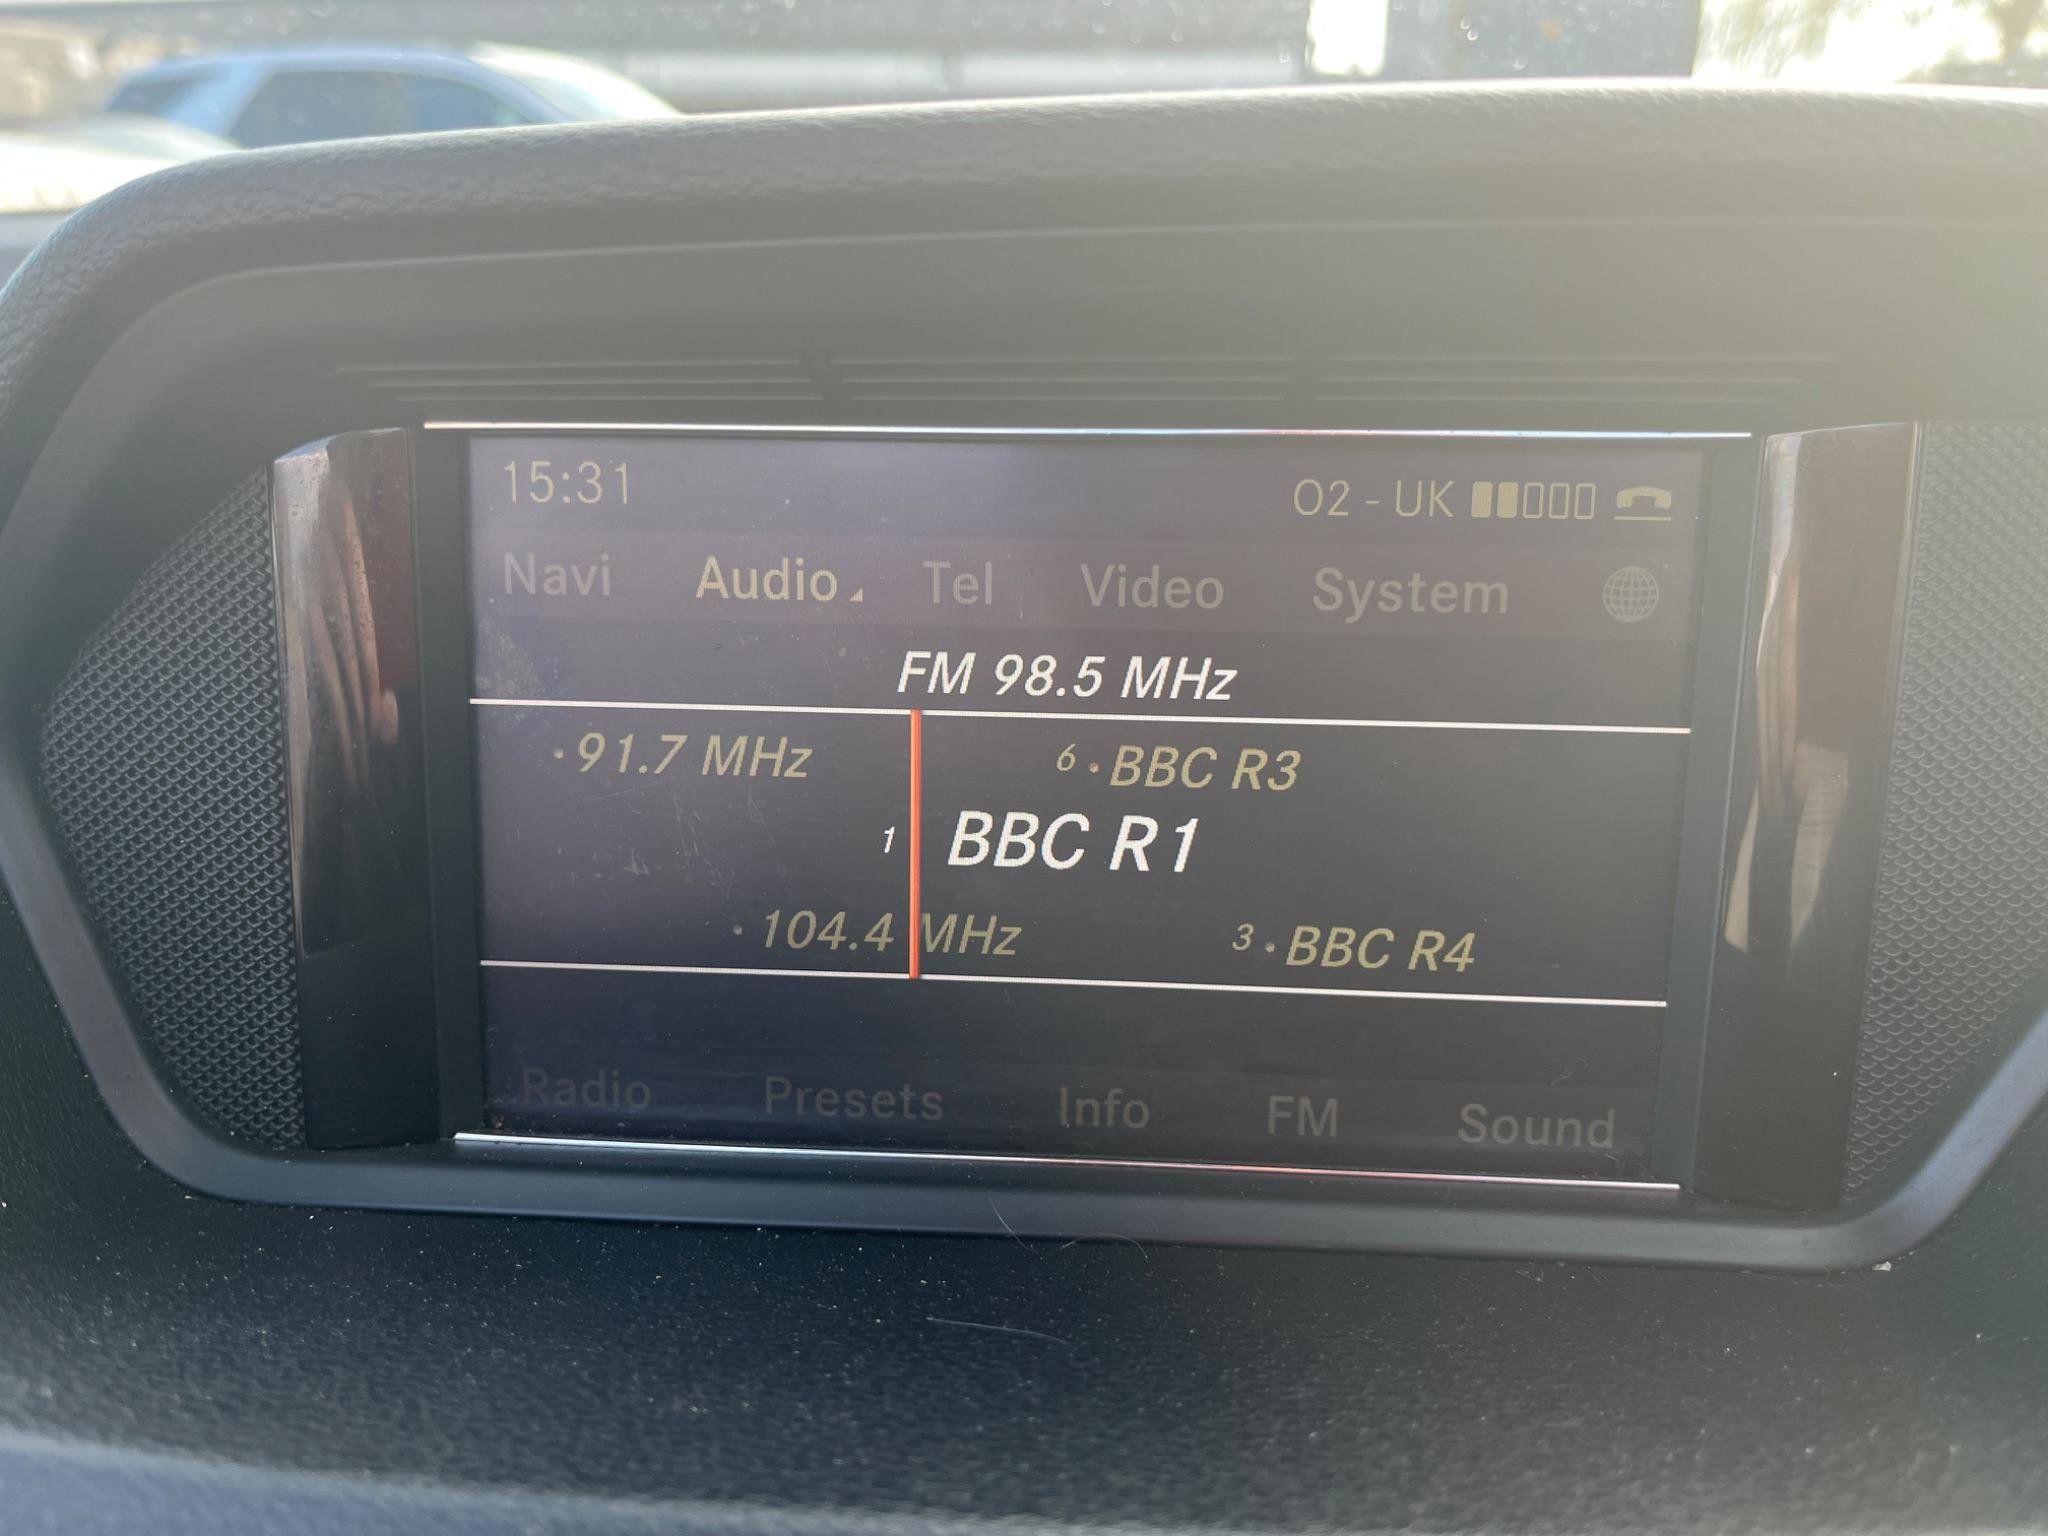 15:31 O2 - UK
Navi Audio Tel Video System
FM 98.5 MHz
91.7 MHz 6 BBC R3
1 BBC R1
104.4 MHz 3 BBC R4
Radio Presets Info FM Sound